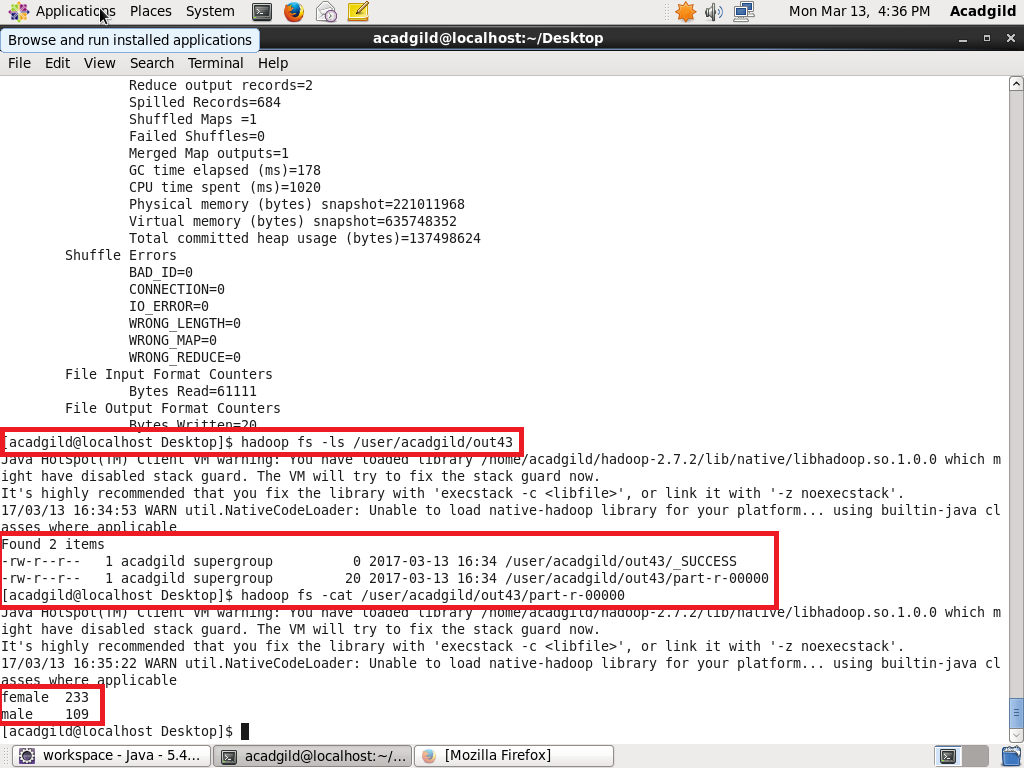 Applications Places System Mon Mar 13, 4:36 PM Acadgild
Browse and run installed applications
acadgild@localhost:~/Desktop
File Edit View Search Terminal Help
Reduce output records=2
Spilled Records=684
Shuffled Maps =1
Failed Shuffles=0
Merged Map outputs=1
GC time elapsed (ms)=178
CPU time spent (ms)=1020
Physical memory (bytes) snapshot=221011968
Virtual memory (bytes) snapshot=635748352
Total committed heap usage (bytes)=137498624
Shuffle Errors
BAD_ID=0
CONNECTION=0
IO_ERROR=0
WRONG_LENGTH=0
WRONG_MAP=0
WRONG_REDUCE=0
File Input Format Counters
Bytes Read=61111
File Output Format Counters
Bytes Written=20
[acadgild@localhost Desktop]$ hadoop fs -ls /user/acadgild/out43
Java HotSpot(TM) Client VM warning: You have loaded library /home/acadgild/hadoop-2.7.2/lib/native/libhadoop.so.1.0.0 which m
ight have disabled stack guard. The VM will try to fix the stack guard now.
It's highly recommended that you fix the library with 'execstack -c <libfile>', or link it with '-z noexecstack'.
17/03/13 16:34:53 WARN util.NativeCodeLoader: Unable to load native-hadoop library for your platform... using builtin-java cl
asses where applicable
Found 2 items
-rw-r--r--   1 acadgild supergroup          0 2017-03-13 16:34 /user/acadgild/out43/_SUCCESS
-rw-r--r--   1 acadgild supergroup         20 2017-03-13 16:34 /user/acadgild/out43/part-r-00000
[acadgild@localhost Desktop]$ hadoop fs -cat /user/acadgild/out43/part-r-00000
Java HotSpot(TM) Client VM warning: You have loaded library /home/acadgild/hadoop-2.7.2/lib/native/libhadoop.so.1.0.0 which m
ight have disabled stack guard. The VM will try to fix the stack guard now.
It's highly recommended that you fix the library with 'execstack -c <libfile>', or link it with '-z noexecstack'.
17/03/13 16:35:22 WARN util.NativeCodeLoader: Unable to load native-hadoop library for your platform... using builtin-java cl
asses where applicable
female  233
male    109
[acadgild@localhost Desktop]$
workspace - Java - 5.4... acadgild@localhost:~/... [Mozilla Firefox]